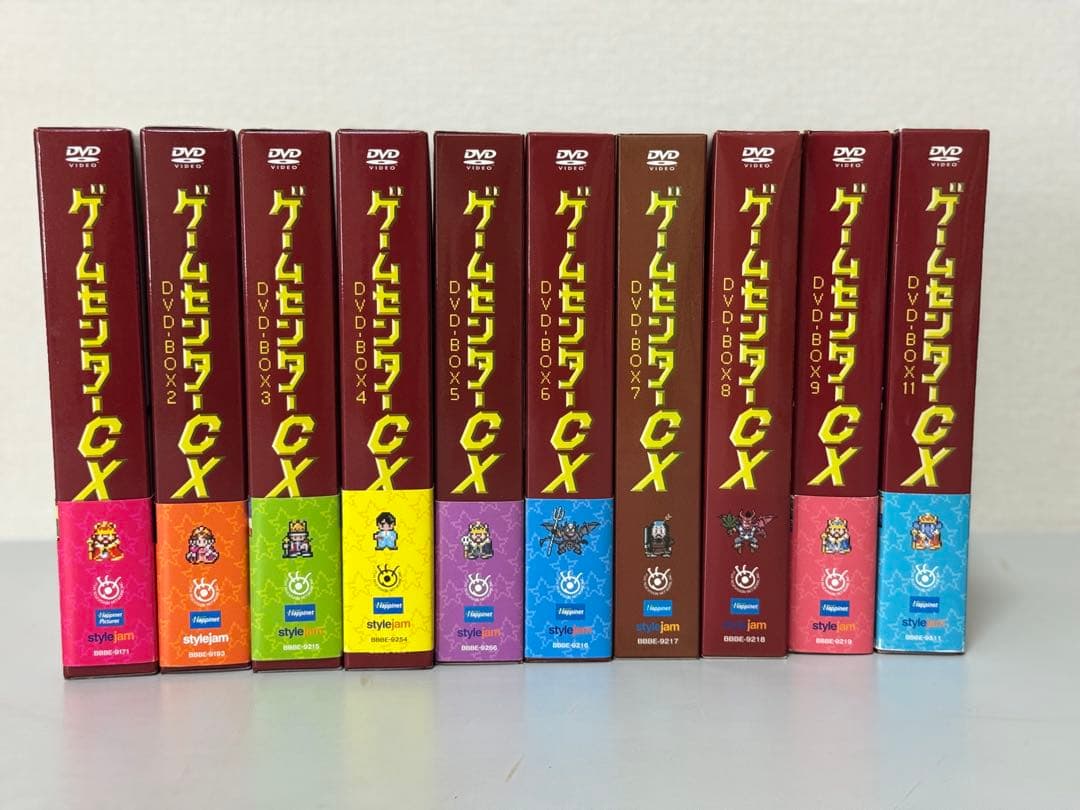 DVD
VIDEO
ゲームセンターCX
Happinet
Pictures
stylejam
BBBE-9171
DVD
VIDEO
ゲームセンターCX
DVD-BOX2
Happinet
stylejam
BBBE-9193
DVD
VIDEO
ゲームセンターCX
DVD-BOX3
Happinet
stylejam
BBBE-9215
DVD
VIDEO
ゲームセンターCX
DVD-BOX4
Happinet
stylejam
BBBE-9254
DVD
VIDEO
ゲームセンターCX
DVD-BOX5
Happinet
stylejam
BBBE-9266
DVD
VIDEO
ゲームセンターCX
DVD-BOX6
Happinet
stylejam
BBBE-9216
DVD
VIDEO
ゲームセンターCX
DVD-BOX7
Happinet
stylejam
BBBE-9217
DVD
VIDEO
ゲームセンターCX
DVD-BOX8
Happinet
stylejam
BBBE-9218
DVD
VIDEO
ゲームセンターCX
DVD-BOX9
Happinet
stylejam
BBBE-9219
DVD
VIDEO
ゲームセンターCX
DVD-BOX11
Happinet
stylejam
BBBE-9311